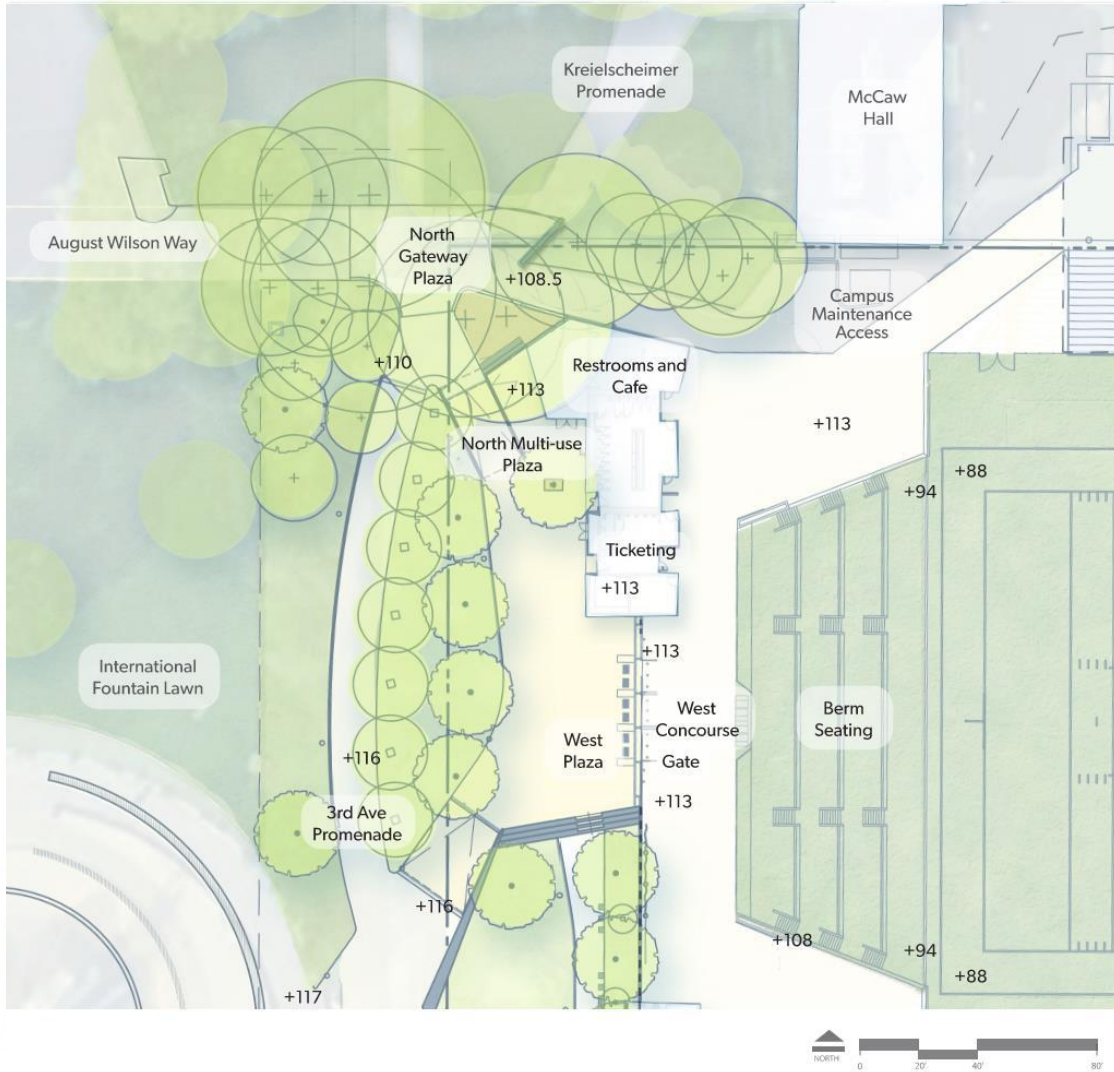 Kreielscheimer
Promenade
McCaw
Hall
August Wilson Way
North
Gateway
Plaza
+108.5
Campus
Maintenance
Access
+110
+113
Restrooms and
Cafe
+113
North Multi-use
Plaza
+94
+88
Ticketing
+113
+113
International
Fountain Lawn
West
Concourse
Berm
Seating
West
Plaza
Gate
+116
+113
3rd Ave
Promenade
+116
+108
+94
+88
+117
NORTH
0
20'
40'
80'